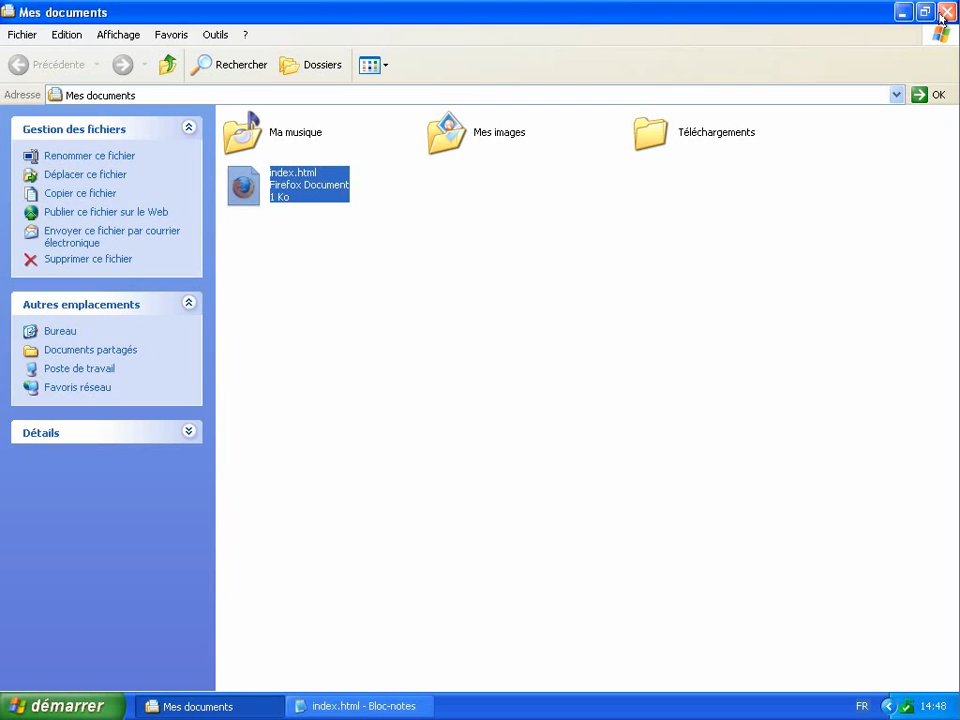 Mes documents
Fichier Edition Affichage Favoris Outils ?
Précédente Rechercher Dossiers
Adresse Mes documents OK
Gestion des fichiers
Renommer ce fichier
Déplacer ce fichier
Copier ce fichier
Publier ce fichier sur le Web
Envoyer ce fichier par courrier
électronique
Supprimer ce fichier
Autres emplacements
Bureau
Documents partagés
Poste de travail
Favoris réseau
Détails
Ma musique Mes images Téléchargements
index.html
Firefox Document
1 Ko
démarrer Mes documents index.html - Bloc-notes FR 14:48